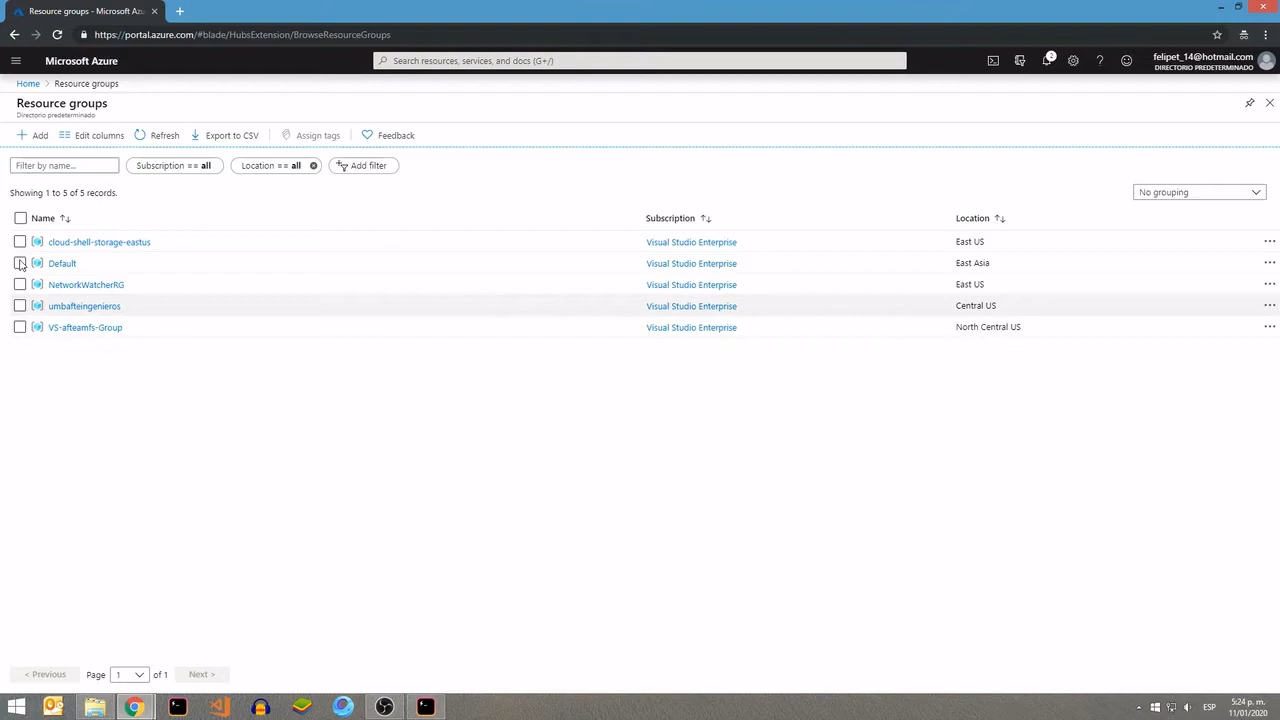 Resource groups - Microsoft Azu
https://portal.azure.com/#blade/HubsExtension/BrowseResourceGroups
Microsoft Azure
Search resources, services, and docs (G+/)
2
felipet_14@hotmail.com
DIRECTORIO PREDETERMINADO
Home > Resource groups
Resource groups
Directorio predeterminado
Add
Edit columns
Refresh
Export to CSV
Assign tags
Feedback
Filter by name...
Subscription == all
Location == all
Add filter
Showing 1 to 5 of 5 records.
No grouping
Name Subscription Location
cloud-shell-storage-eastus Visual Studio Enterprise East US ...
Default Visual Studio Enterprise East Asia ...
NetworkWatcherRG Visual Studio Enterprise East US ...
umbafteingenieros Visual Studio Enterprise Central US ...
VS-afteamfs-Group Visual Studio Enterprise North Central US ...
< Previous Page 1 of 1 Next >
ESP
5:24 p. m.
11/01/2020